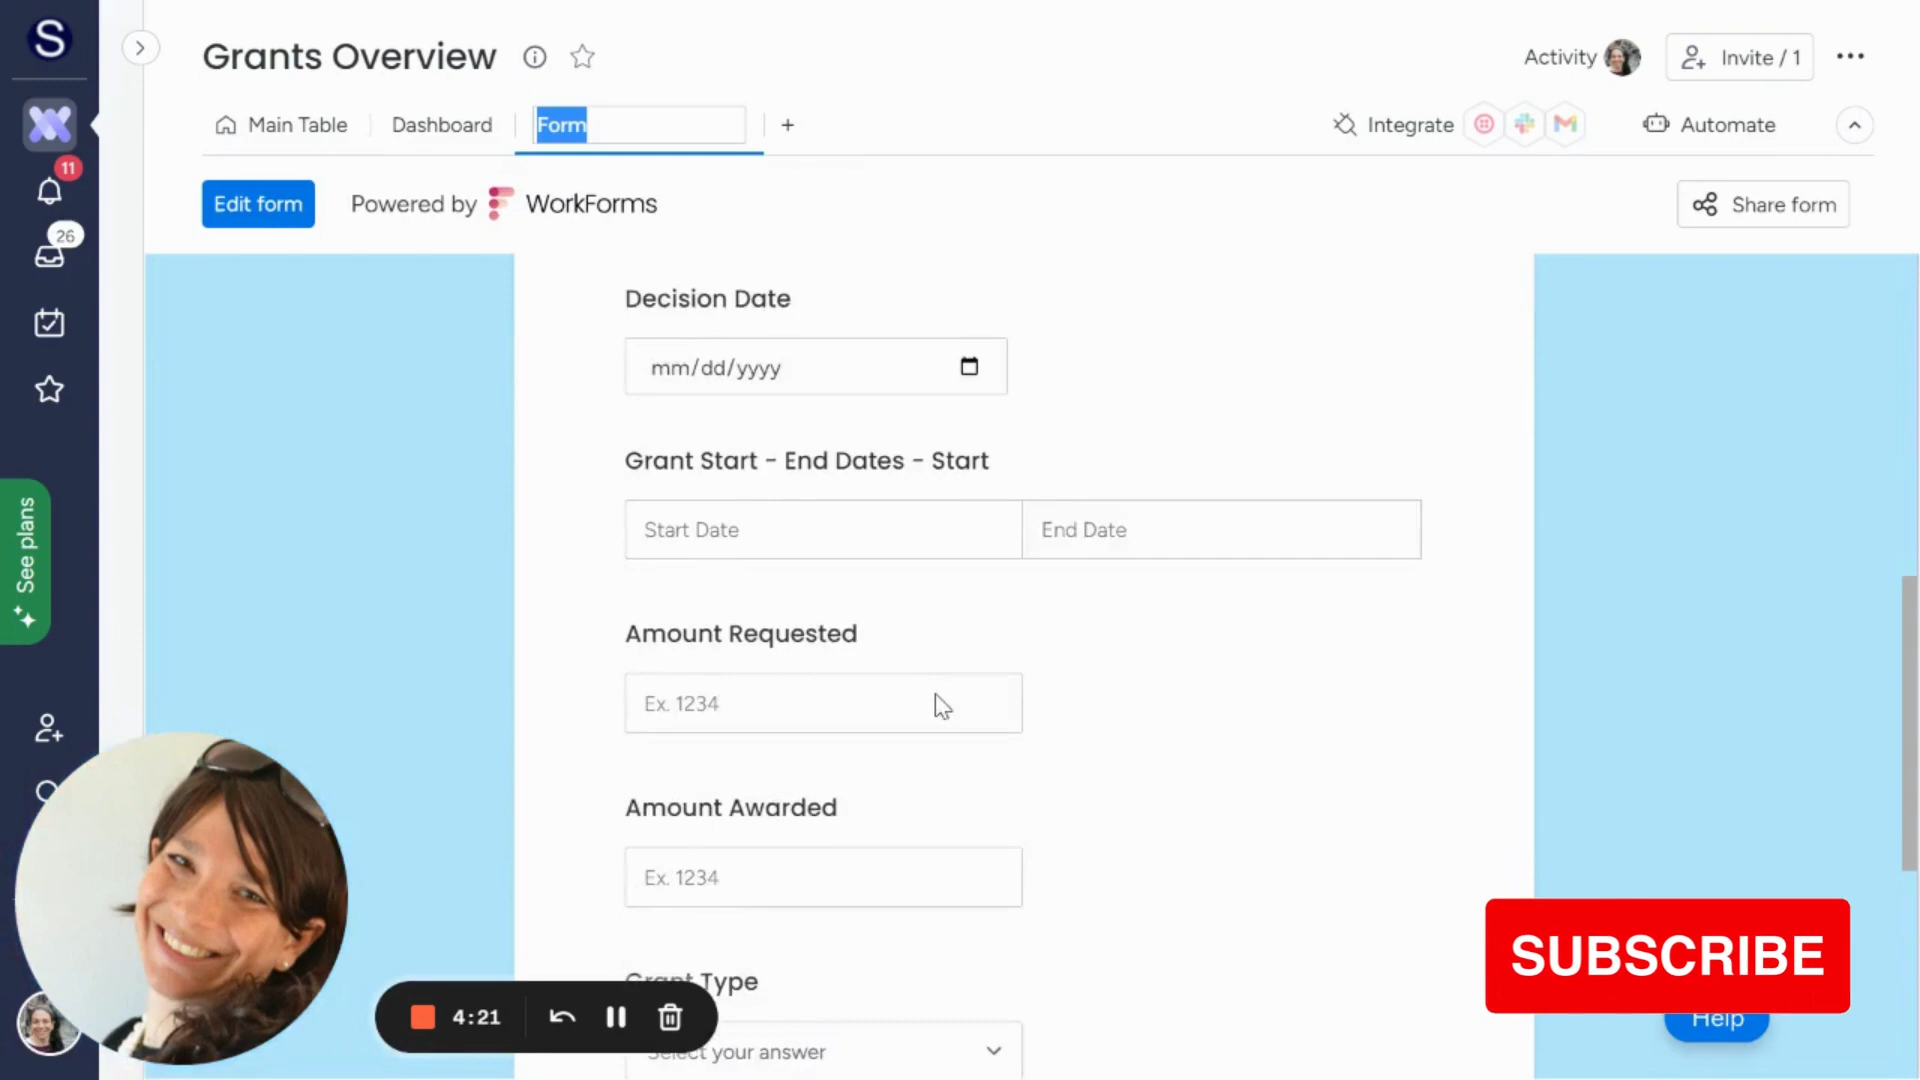 S
Grants Overview
Activity
Invite / 1
Main Table
Dashboard
Form
+
Integrate
Automate
11
26
Edit form
Powered by WorkForms
Share form
Decision Date
mm/dd/yyyy
Grant Start - End Dates - Start
Start Date
End Date
See plans
Amount Requested
Ex. 1234
Amount Awarded
Ex. 1234
Grant Type
Select your answer
4:21
SUBSCRIBE
Help